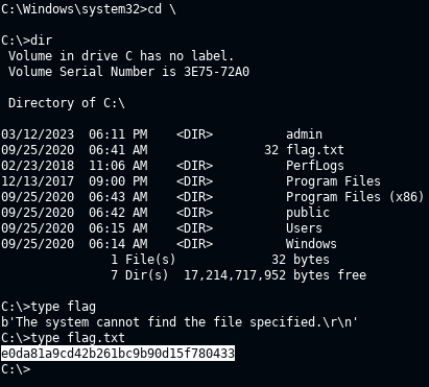 C:\Windows\system32>cd \
C:\>dir
 Volume in drive C has no label.
 Volume Serial Number is 3E75-72A0
 Directory of C:\
03/12/2023  06:11 PM    <DIR>          admin
09/25/2020  06:41 AM                32 flag.txt
02/23/2018  11:06 AM    <DIR>          PerfLogs
12/13/2017  09:00 PM    <DIR>          Program Files
09/25/2020  06:43 AM    <DIR>          Program Files (x86)
09/25/2020  06:42 AM    <DIR>          public
09/25/2020  06:15 AM    <DIR>          Users
09/25/2020  06:14 AM    <DIR>          Windows
               1 File(s)             32 bytes
               7 Dir(s)  17,214,717,952 bytes free
C:\>type flag
b'The system cannot find the file specified.\r\n'
C:\>type flag.txt
e0da81a9cd42b261bc9b90d15f780433
C:\>